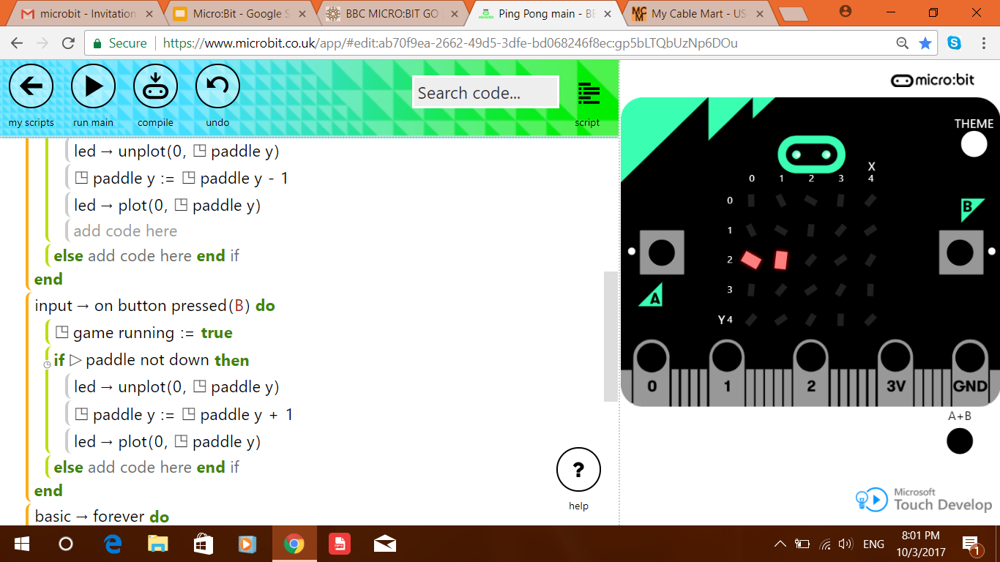 microbit - Invitation
Micro:Bit - Google S
BBC MICRO:BIT GO
Ping Pong main - BB
My Cable Mart - US
Secure
https://www.microbit.co.uk/app/#edit:ab70f9ea-2662-49d5-3dfe-bd068246f8ec:gp5bLTQbUzNp6DOu
my scripts
run main
compile
undo
Search code...
script
led → unplot(0, paddle y)
paddle y := paddle y - 1
led → plot(0, paddle y)
add code here
else add code here end if
end
input → on button pressed(B) do
game running := true
if ▷ paddle not down then
led → unplot(0, paddle y)
paddle y := paddle y + 1
led → plot(0, paddle y)
else add code here end if
end
basic → forever do
?
help
micro:bit
THEME
X
0 1 2 3 4
0
1
2
3
Y 4
A
B
0 1 2 3V GND
A+B
Microsoft
Touch Develop
ENG
8:01 PM
10/3/2017
1